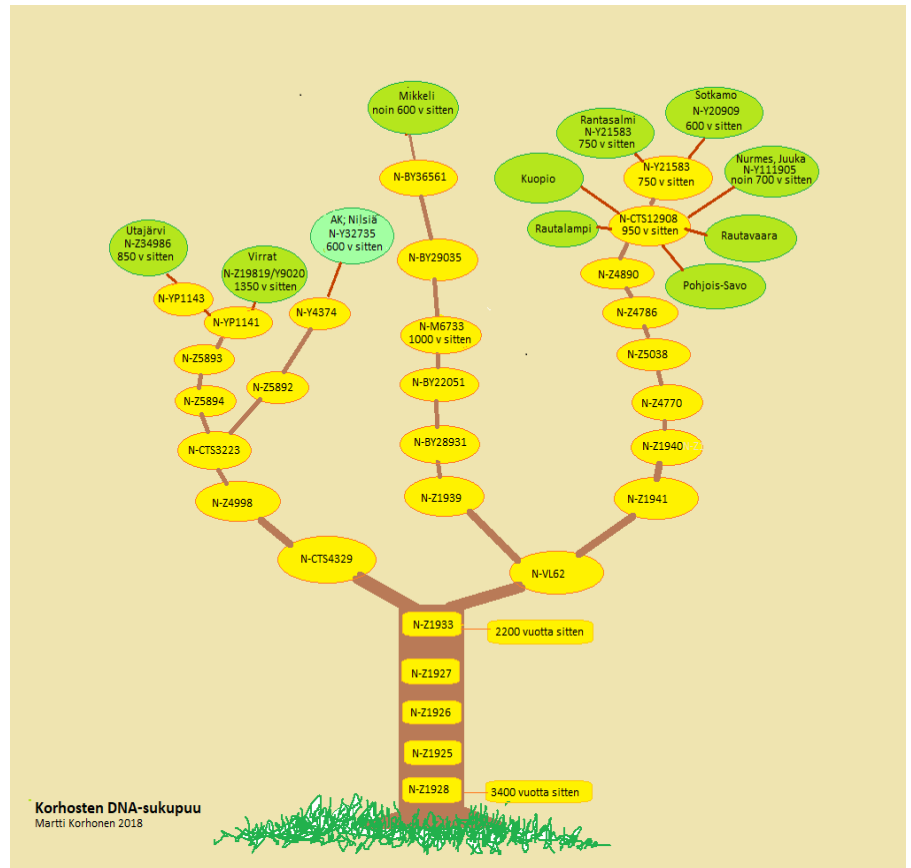 Mikkeli
noin 600 v sitten
Sotkamo
N-Y20909
600 v sitten
Rantasalmi
N-Y21583
750 v sitten
N-BY36561
N-Y21583
750 v sitten
Nurmes, Juuka
N-Y111905
noin 700 v sitten
Kuopio
AK; Nilsiä
N-Y32735
600 v sitten
N-CTS12908
950 v sitten
Rautalampi
Rautavaara
Utajärvi
N-Z34986
850 v sitten
Virrat
N-Z19819/Y9020
1350 v sitten
N-BY29035
N-Z4890
Pohjois-Savo
N-YP1143
N-YP1141
N-Y4374
N-M6733
1000 v sitten
N-Z4786
N-Z5893
N-Z5038
N-Z5892
N-BY22051
N-Z5894
N-Z4770
N-CTS3223
N-BY28931
N-Z1940
N-Z4998
N-Z1939
N-Z1941
N-CTS4329
N-VL62
N-Z1933
2200 vuotta sitten
N-Z1927
N-Z1926
N-Z1925
N-Z1928
3400 vuotta sitten
Korhosten DNA-sukupuu
Martti Korhonen 2018